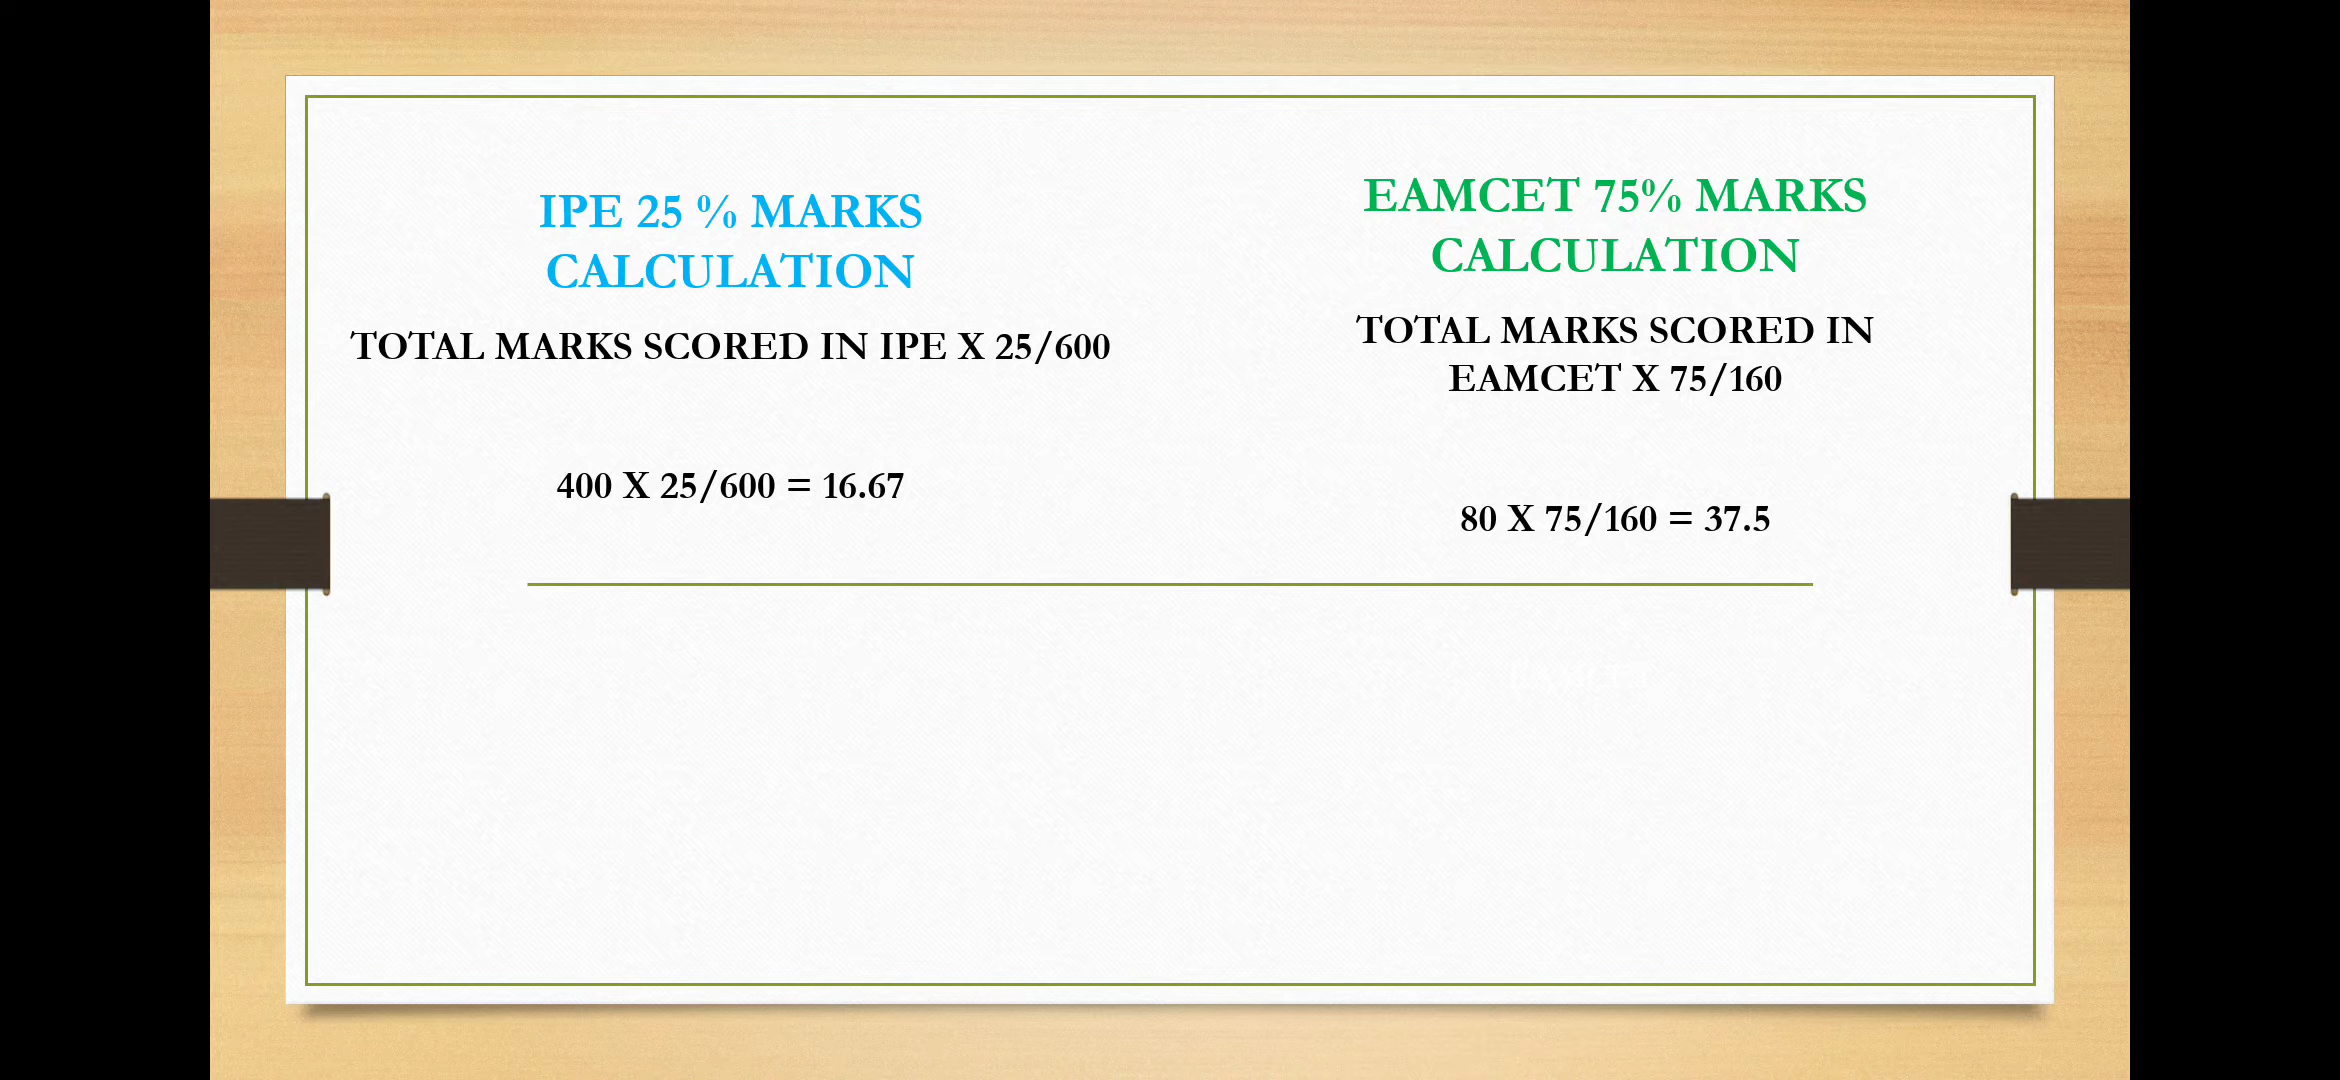 IPE 25 % MARKS
CALCULATION
TOTAL MARKS SCORED IN IPE X 25/600
400 X 25/600 = 16.67
EAMCET 75% MARKS
CALCULATION
TOTAL MARKS SCORED IN
EAMCET X 75/160
80 X 75/160 = 37.5